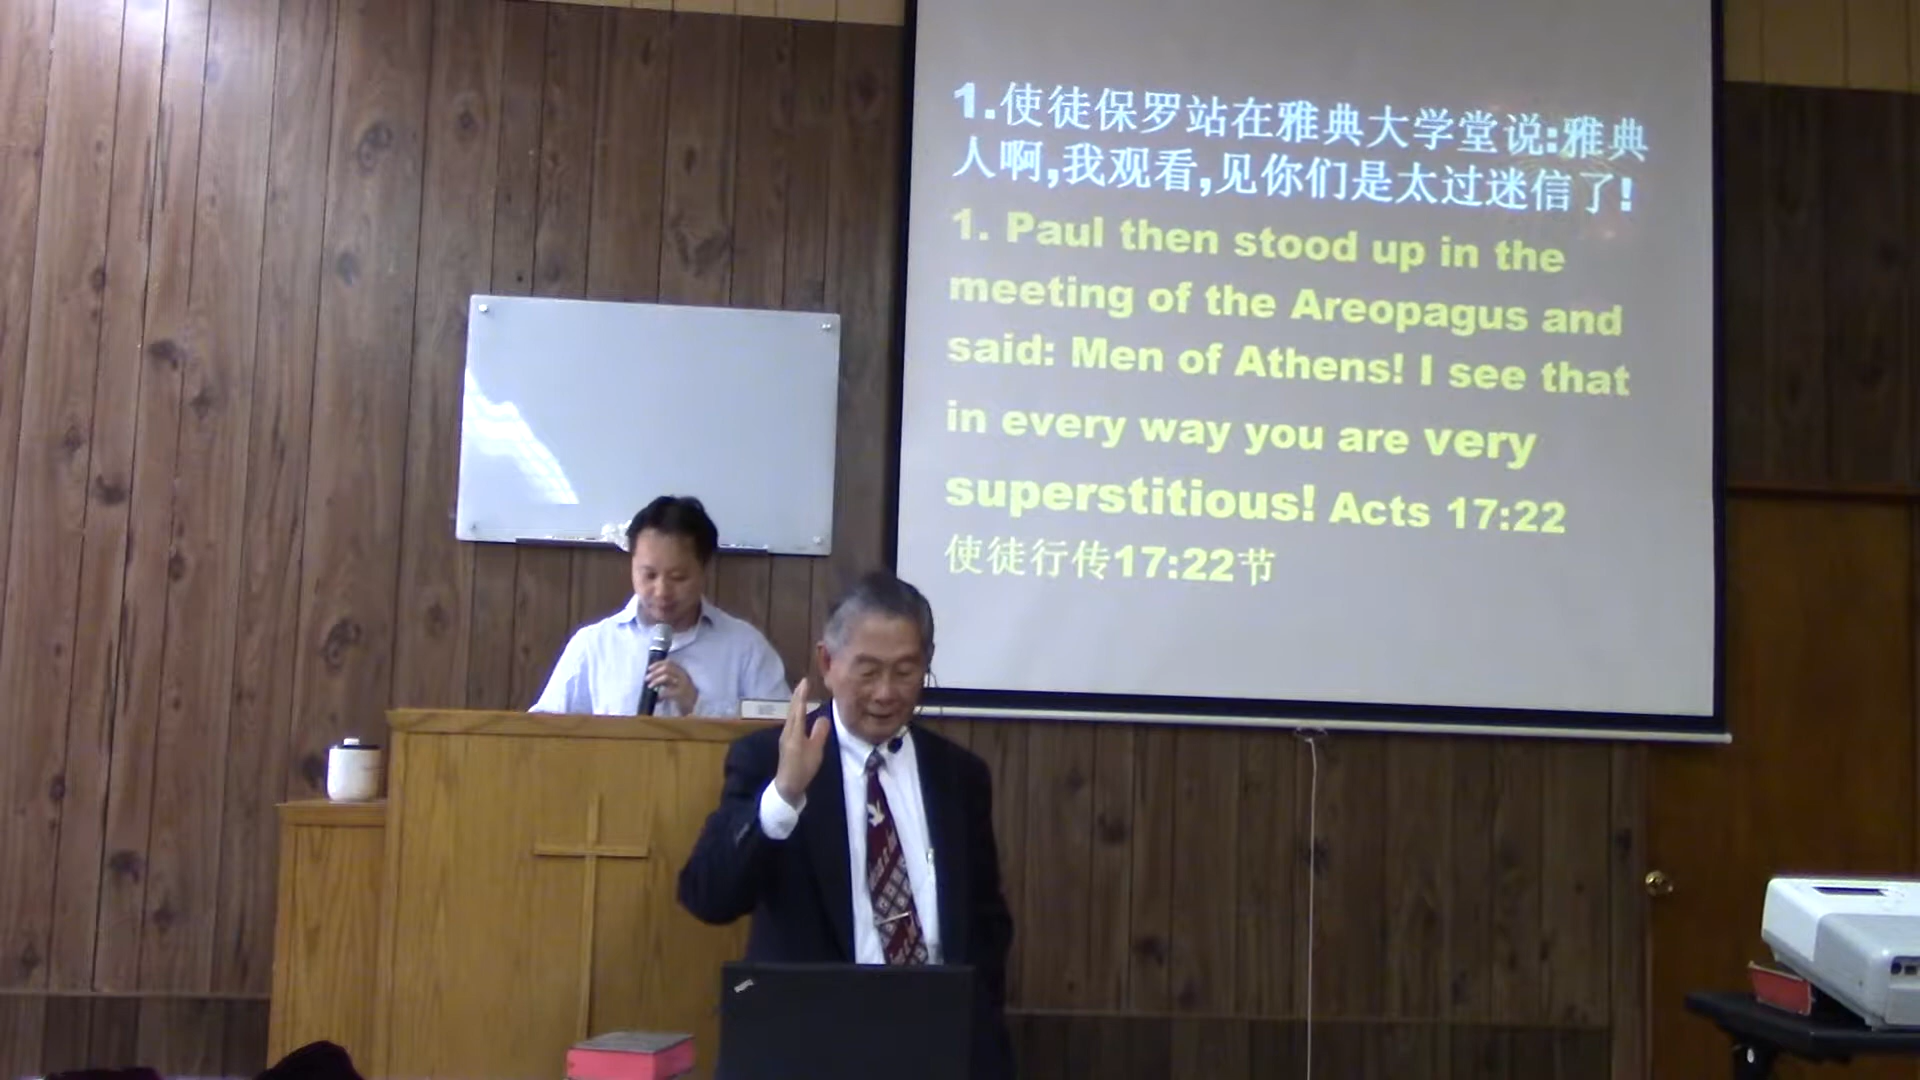 1.使徒保罗站在雅典大学堂说:雅典
人啊,我观看,见你们是太过迷信了!
1. Paul then stood up in the
meeting of the Areopagus and
said: Men of Athens! I see that
in every way you are very
superstitious! Acts 17:22
使徒行传17:22节